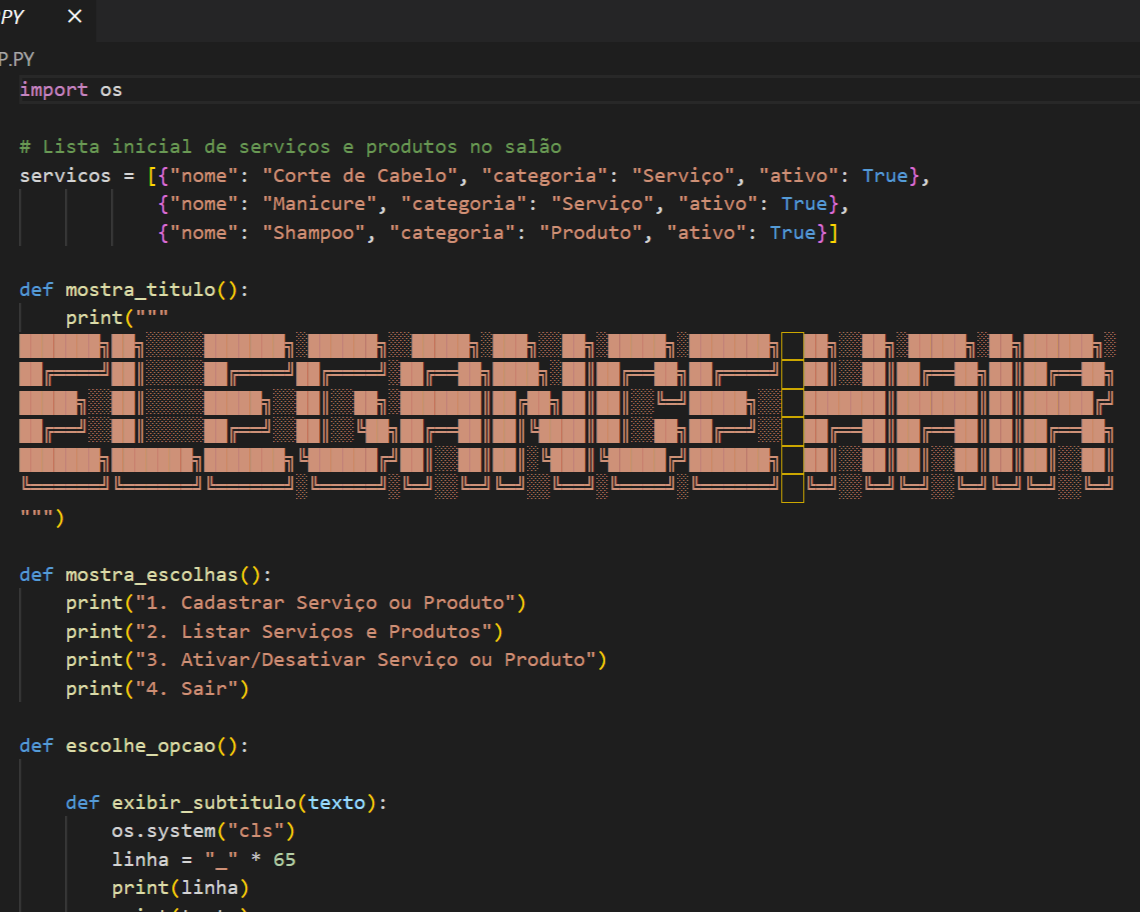 PY ×
P.PY
import os
# Lista inicial de serviços e produtos no salão
servicos = [{"nome": "Corte de Cabelo", "categoria": "Serviço", "ativo": True},
{"nome": "Manicure", "categoria": "Serviço", "ativo": True},
{"nome": "Shampoo", "categoria": "Produto", "ativo": True}]
def mostra_titulo():
print("""
ELEGANCE HAIR
""")
def mostra_escolhas():
print("1. Cadastrar Serviço ou Produto")
print("2. Listar Serviços e Produtos")
print("3. Ativar/Desativar Serviço ou Produto")
print("4. Sair")
def escolhe_opcao():
def exibir_subtitulo(texto):
os.system("cls")
linha = "_" * 65
print(linha)